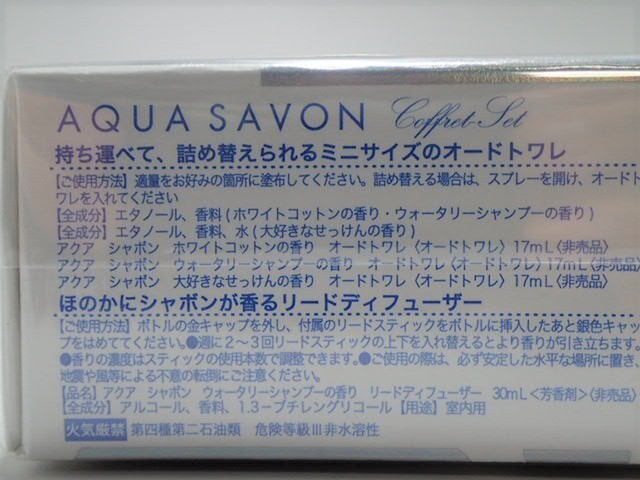 AQUA SAVON Coffret-Set
持ち運べて、詰め替えられるミニサイズのオードトワレ
【ご使用方法】適量をお好みの箇所に塗布してください。詰め替える場合は、スプレーを開け、オードト
ワレを入れてください
【全成分】エタノール、香料(ホワイトコットンの香り・ウォータリーシャンプーの香り)
【全成分】エタノール、香料、水(大好きなせっけんの香り)
アクア シャボン ホワイトコットンの香り オードトワレ〈オードトワレ〉17mL〈非売品〉
アクア シャボン ウォータリーシャンプーの香り オードトワレ〈オードトワレ〉17mL〈非売品〉
アクア シャボン 大好きなせっけんの香り オードトワレ〈オードトワレ〉17mL〈非売品〉
ほのかにシャボンが香るリードディフューザー
【ご使用方法】ボトルの金キャップを外し、付属のリードスティックをボトルに挿入したあと銀色キャッ
プをはめてください。●週に2〜3回リードスティックの上下を入れ替えるとより香りが引き立ちます。
●香りの濃度はスティックの使用本数で調整できます。●ご使用の際は、必ず安定した水平な場所に置き、
地震や風等による不意の転倒にご注意ください。
【品名】アクア シャボン ウォータリーシャンプーの香り リードディフューザー 30mL＜芳香剤＞〈非売品〉
【全成分】アルコール、香料、1.3-ブチレングリコール【用途】室内用
火気厳禁 第四種第二石油類 危険等級Ⅲ非水溶性